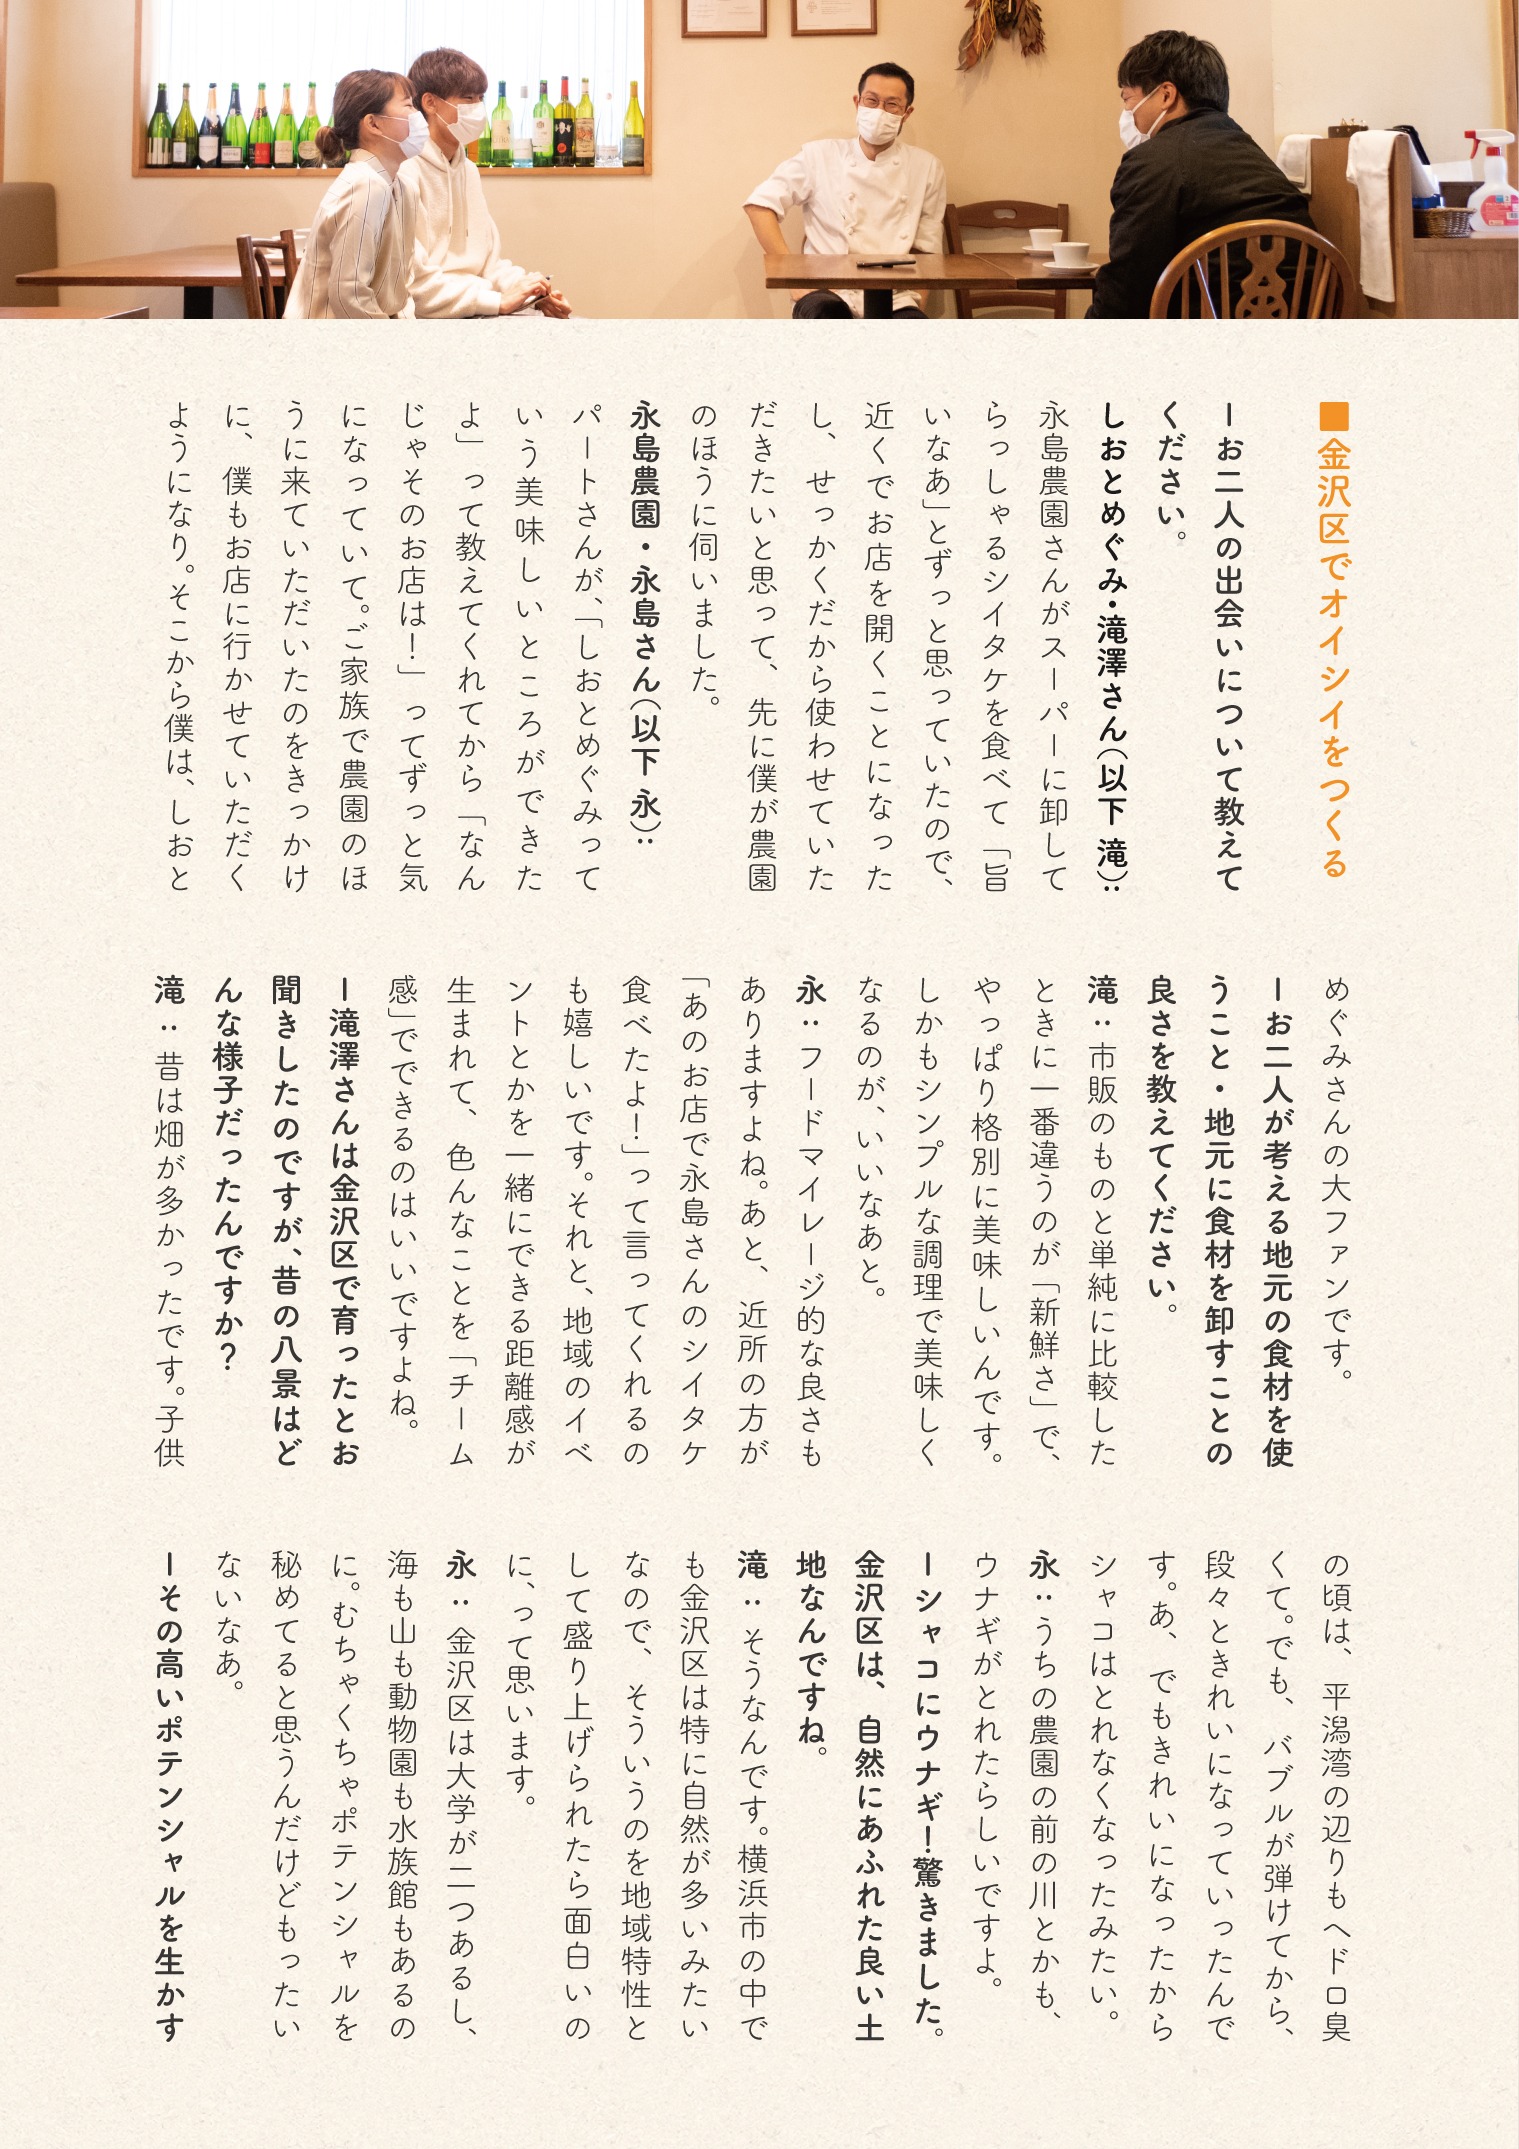 ■金沢区でオイシイをつくる
ーお二人の出会いについて教えて
ください。
しおとめぐみ・滝澤さん（以下 滝）：
永島農園さんがスーパーに卸して
らっしゃるシイタケを食べて「旨
いなあ」とずっと思っていたので、
近くでお店を開くことになった
し、せっかくだから使わせていた
だきたいと思って、先に僕が農園
のほうに伺いました。
永島農園・永島さん（以下 永）：
パートさんが、「しおとめぐみって
いう美味しいところができた
よ」って教えてくれてから「なん
じゃそのお店は！」ってずっと気
になっていて。ご家族で農園のほ
うに来ていただいたのをきっかけ
に、僕もお店に行かせていただく
ようになり。そこから僕は、しおと
めぐみさんの大ファンです。
ーお二人が考える地元の食材を使
うこと・地元に食材を卸すことの
良さを教えてください。
滝：市販のものと単純に比較した
ときに一番違うのが「新鮮さ」で、
やっぱり格別に美味しいんです。
しかもシンプルな調理で美味しく
なるのが、いいなあと。
永：フードマイレージ的な良さも
ありますよね。あと、近所の方が
「あのお店で永島さんのシイタケ
食べたよ！」って言ってくれるの
も嬉しいです。それと、地域のイベ
ントとかを一緒にできる距離感が
生まれて、色んなことを「チーム
感」でできるのはいいですよね。
ー滝澤さんは金沢区で育ったとお
聞きしたのですが、昔の八景はど
んな様子だったんですか？
滝：昔は畑が多かったです。子供
の頃は、平潟湾の辺りもヘドロ臭
くて。でも、バブルが弾けてから、
段々ときれいになっていったんで
す。あ、でもきれいになったから
シャコはとれなくなったみたい。
永：うちの農園の前の川とかも、
ウナギがとれたらしいですよ。
ーシャコにウナギ！驚きました。
金沢区は、自然にあふれた良い土
地なんですね。
滝：そうなんです。横浜市の中で
も金沢区は特に自然が多いみたい
なので、そういうのを地域特性と
して盛り上げられたら面白いの
に、って思います。
永：金沢区は大学が二つあるし、
海も山も動物園も水族館もあるの
に。むちゃくちゃポテンシャルを
秘めてると思うんだけどもったい
ないなあ。
ーその高いポテンシャルを生かす